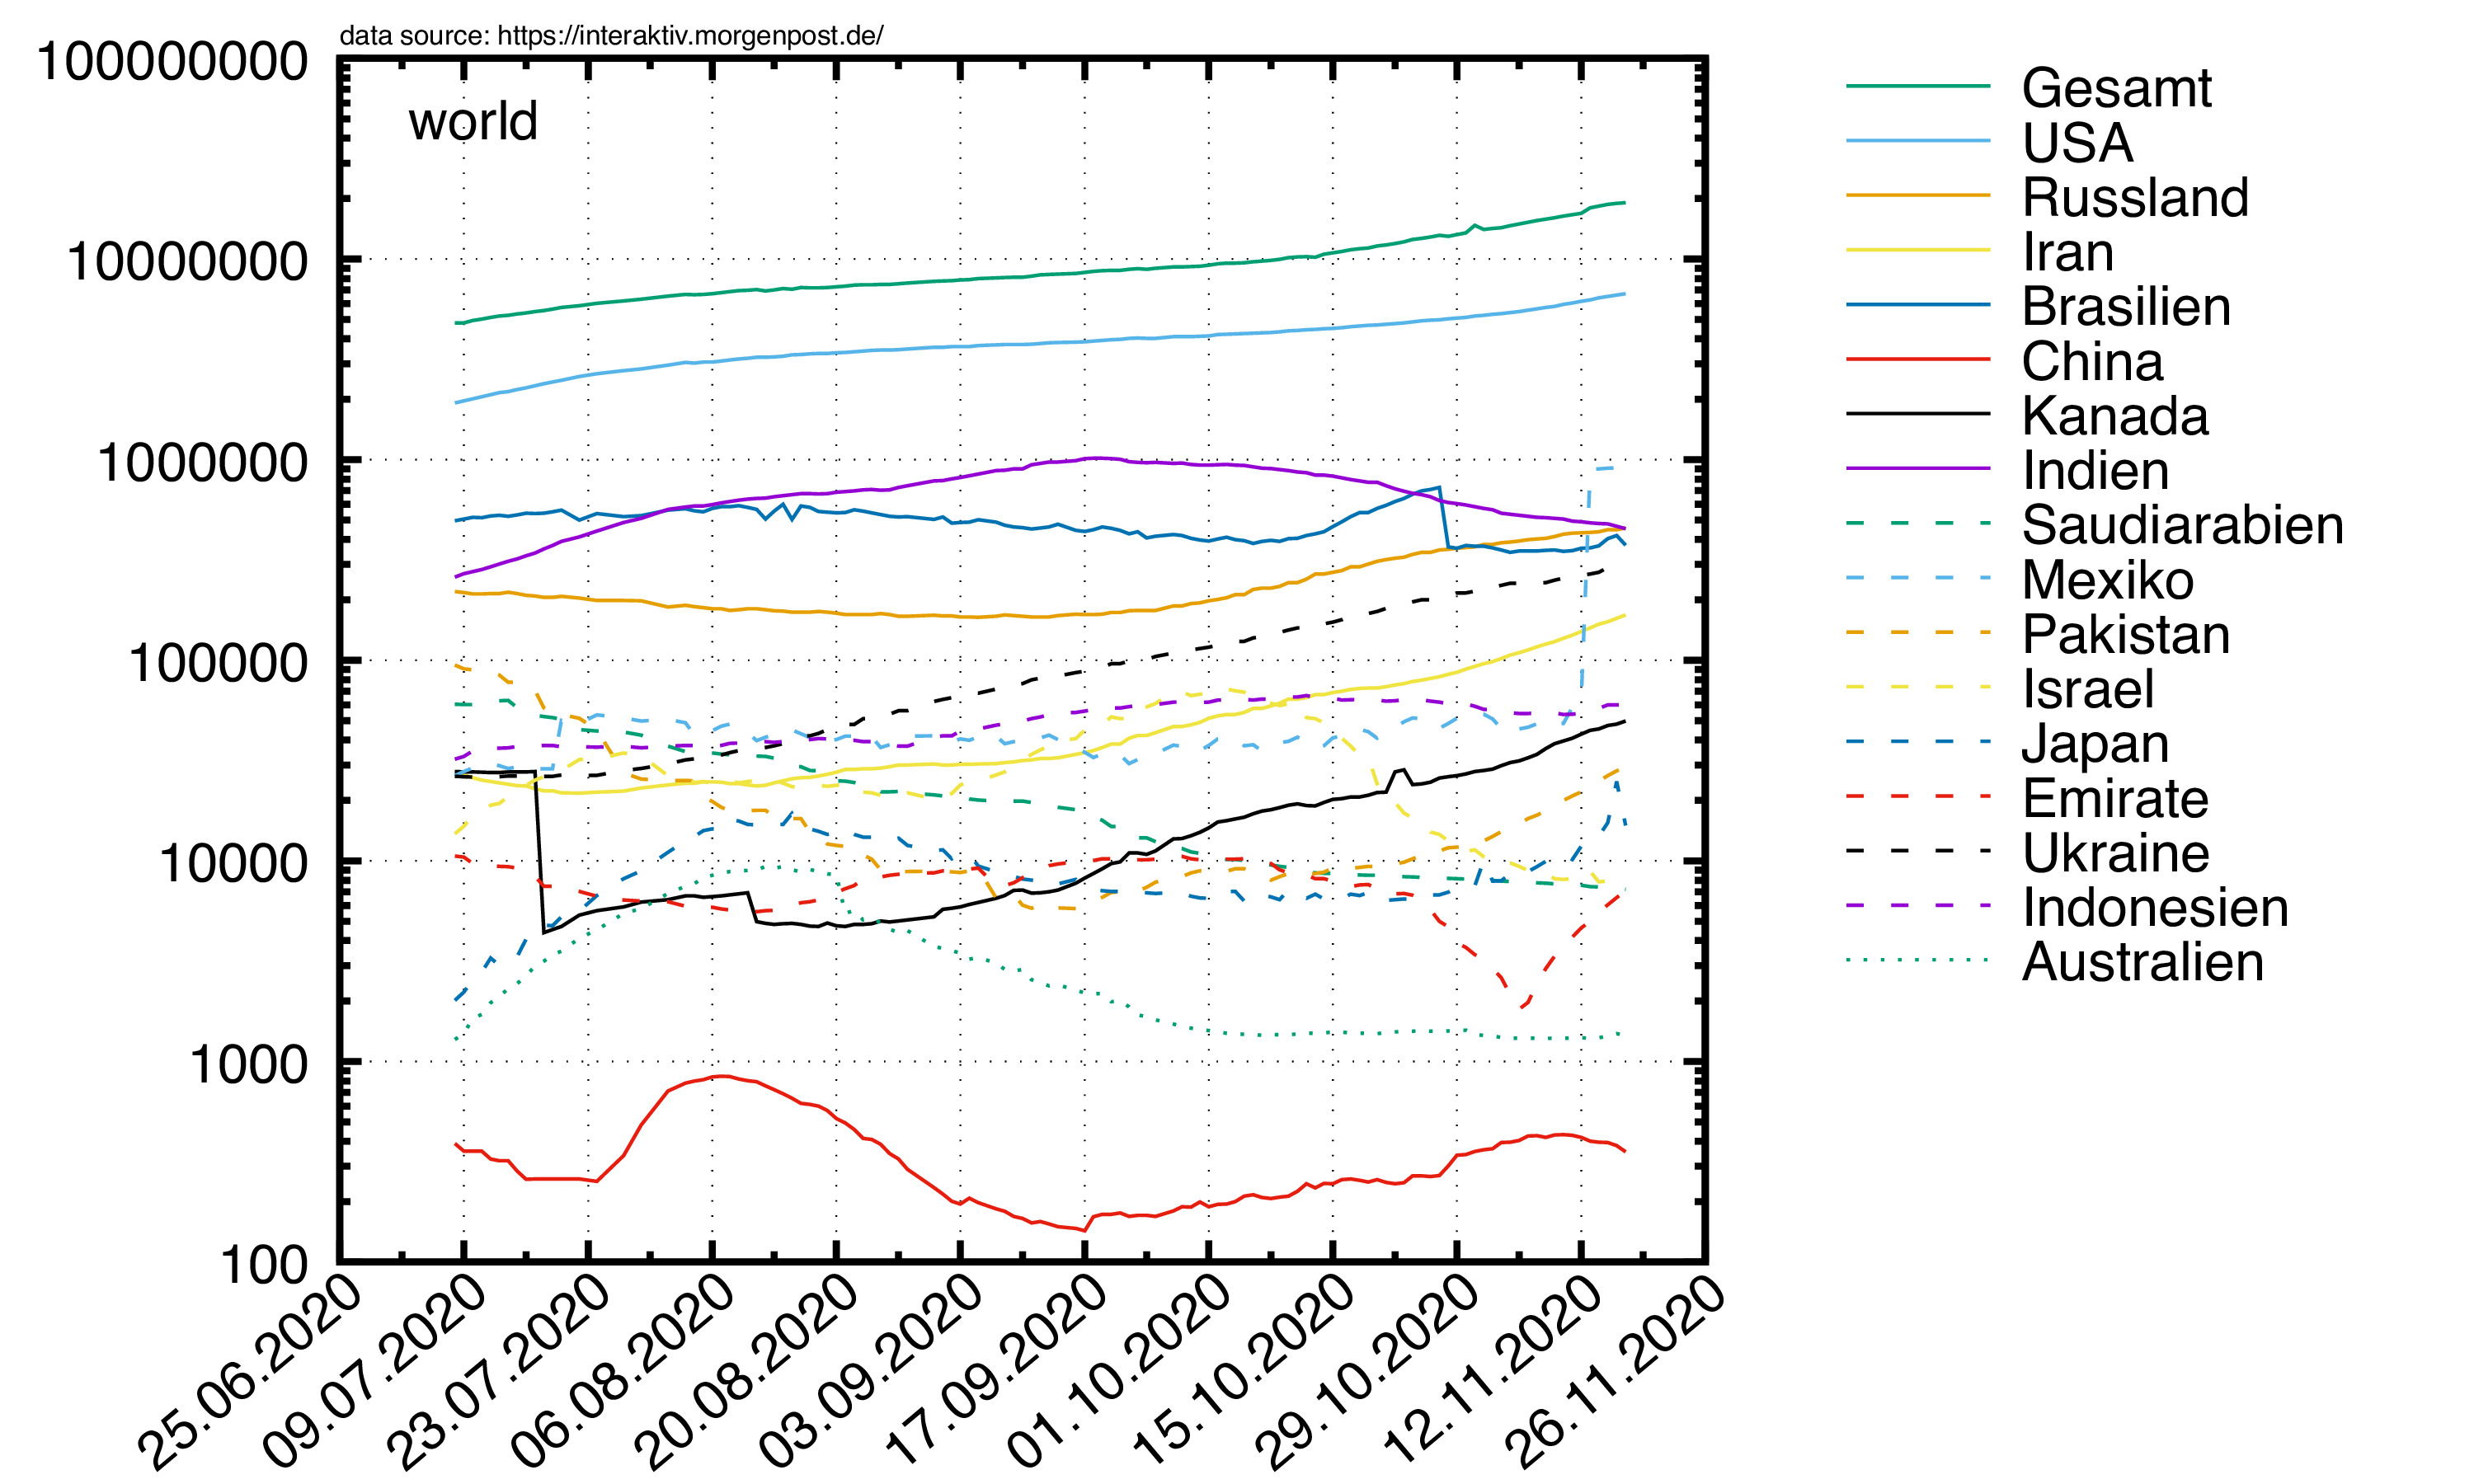 data source: https://interaktiv.morgenpost.de/
world
100000000
10000000
1000000
100000
10000
1000
100
25.06.2020
09.07.2020
23.07.2020
06.08.2020
20.08.2020
03.09.2020
17.09.2020
01.10.2020
15.10.2020
29.10.2020
12.11.2020
26.11.2020
Gesamt
USA
Russland
Iran
Brasilien
China
Kanada
Indien
Saudiarabien
Mexiko
Pakistan
Israel
Japan
Emirate
Ukraine
Indonesien
Australien